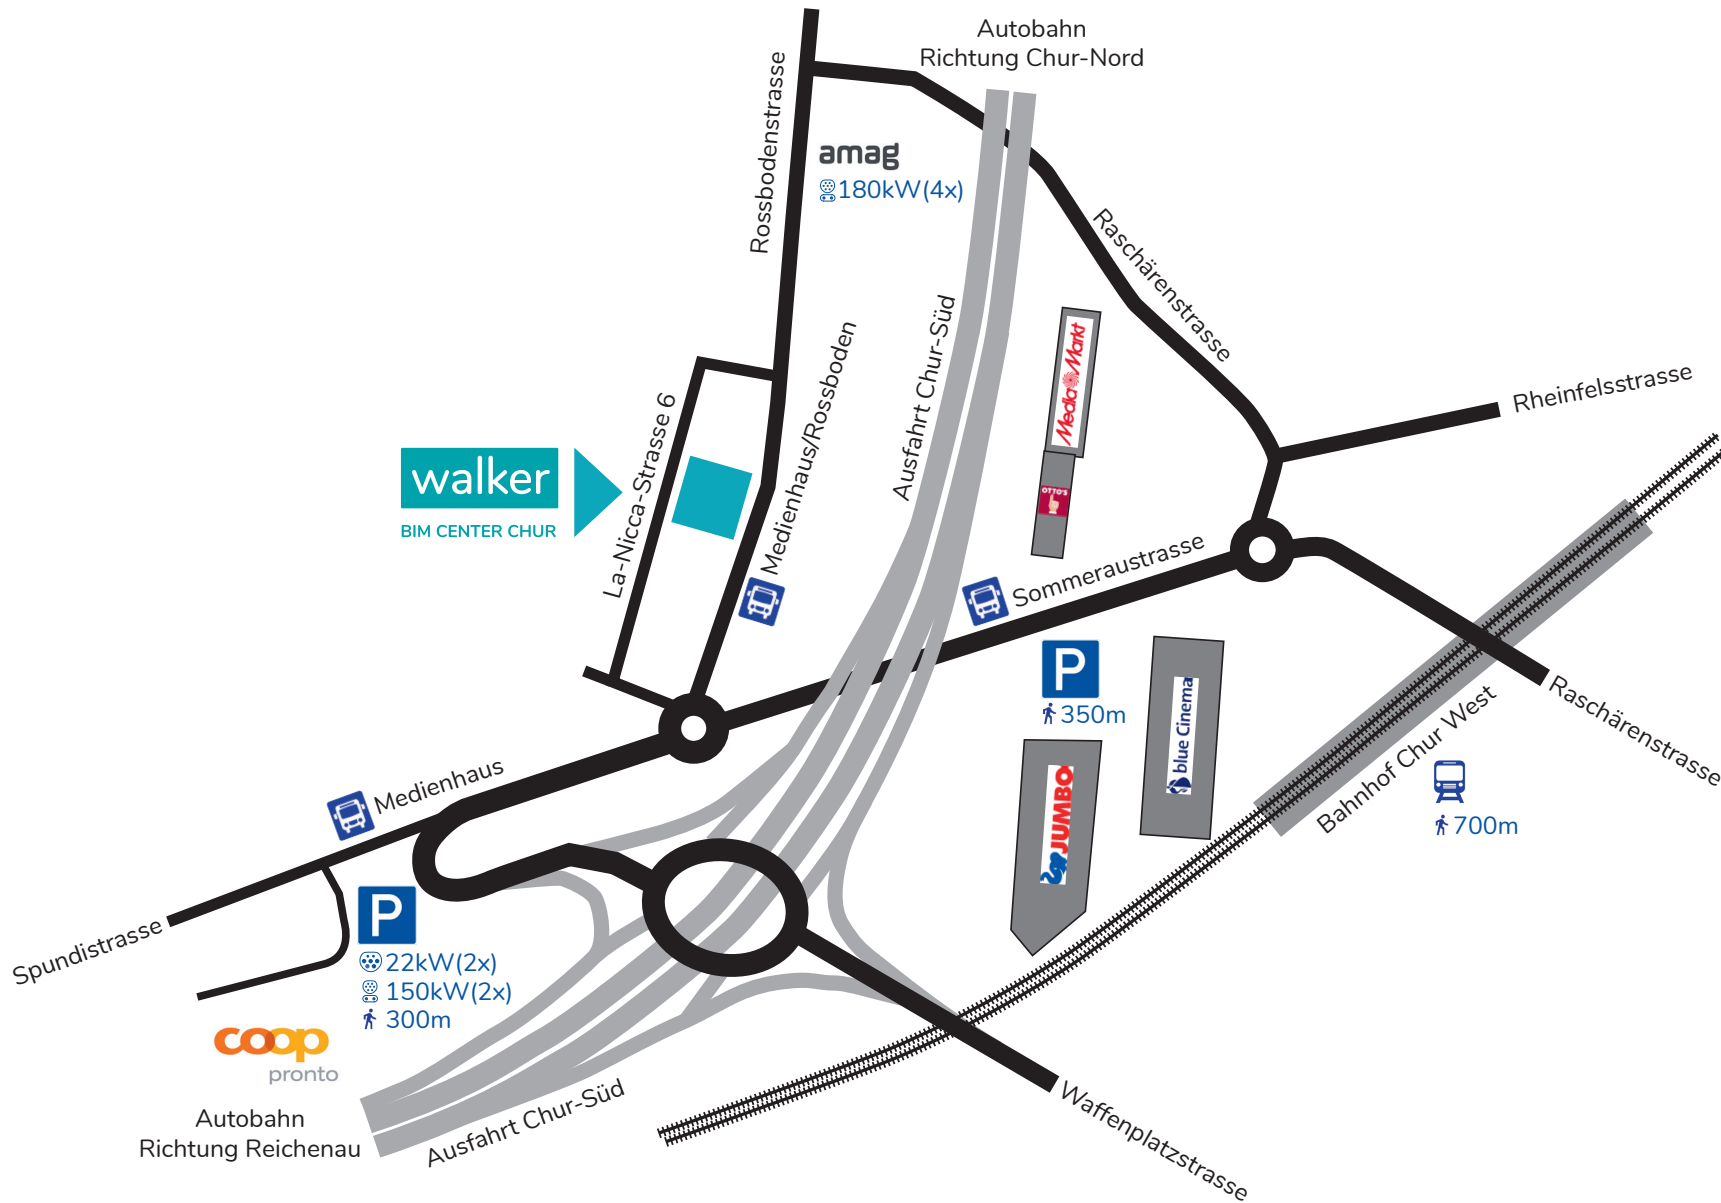 Autobahn
Richtung Chur-Nord
Rossbodenstrasse
amag
180kW(4x)
Raschärenstrasse
Ausfahrt Chur-Süd
Medienhaus/Rossboden
Media Markt
Rheinfelsstrasse
La-Nicca-Strasse 6
walker
BIM CENTER CHUR
OTTO'S
Sommeraustrasse
P
350m
blue Cinema
Raschärenstrasse
Bahnhof Chur West
700m
JUMBO
Medienhaus
Spundistrasse
P
22kW(2x)
150kW(2x)
300m
coop
pronto
Autobahn
Richtung Reichenau
Ausfahrt Chur-Süd
Waffenplatzstrasse